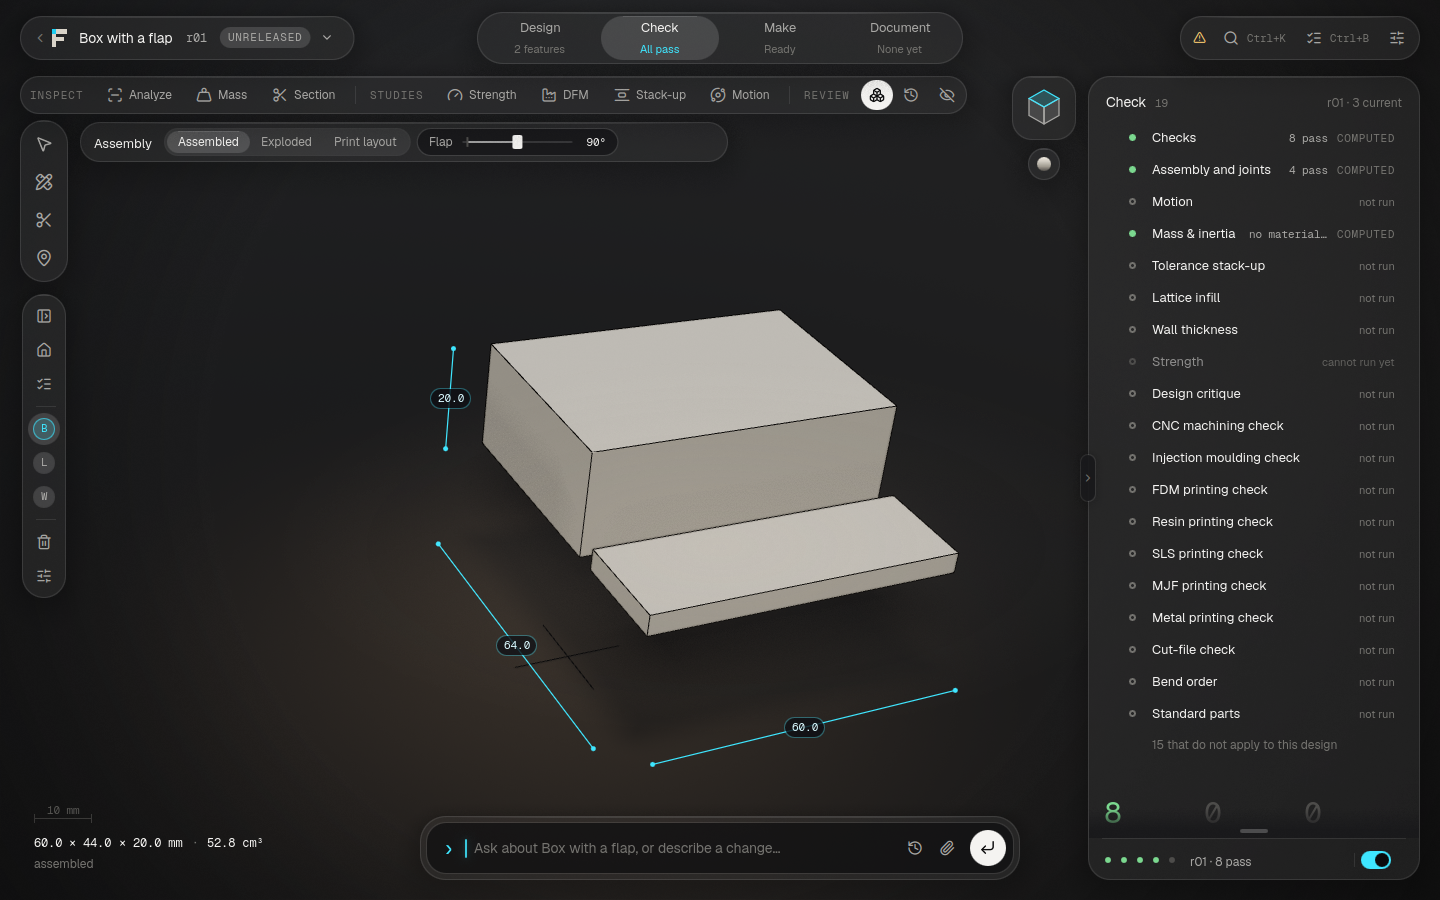 Box with a flap r01 UNRELEASED
Design
2 features
Check
All pass
Make
Ready
Document
None yet
Ctrl+K Ctrl+B
INSPECT Analyze Mass Section STUDIES Strength DFM Stack-up Motion REVIEW
Assembly Assembled Exploded Print layout Flap 90°
B
L
W
20.0
64.0
60.0
10 mm
60.0 × 44.0 × 20.0 mm · 52.8 cm³
assembled
Ask about Box with a flap, or describe a change...
Check 19 r01 · 3 current
Checks 8 pass COMPUTED
Assembly and joints 4 pass COMPUTED
Motion not run
Mass & inertia no material… COMPUTED
Tolerance stack-up not run
Lattice infill not run
Wall thickness not run
Strength cannot run yet
Design critique not run
CNC machining check not run
Injection moulding check not run
FDM printing check not run
Resin printing check not run
SLS printing check not run
MJF printing check not run
Metal printing check not run
Cut-file check not run
Bend order not run
Standard parts not run
15 that do not apply to this design
8 0 0
r01 · 8 pass